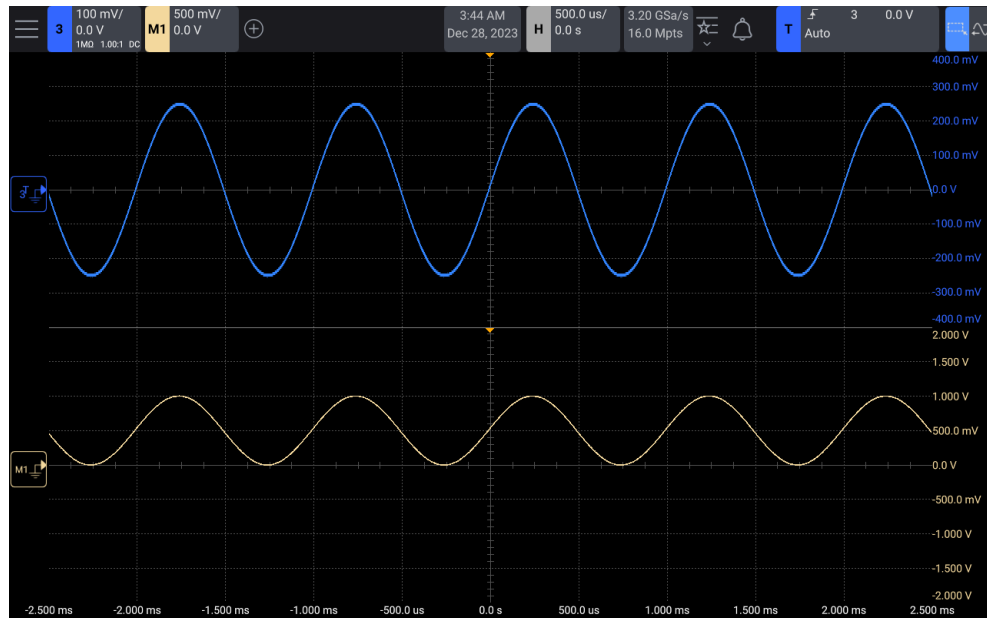 3 100 mV/ 0.0 V 1MΩ 1.00:1 DC
M1 500 mV/ 0.0 V
3:44 AM
Dec 28, 2023
H 500.0 us/ 0.0 s
3.20 GSa/s
16.0 Mpts
T 3 0.0 V
Auto
400.0 mV
300.0 mV
200.0 mV
100.0 mV
3 T
0.0 V
-100.0 mV
-200.0 mV
-300.0 mV
-400.0 mV
2.000 V
1.500 V
1.000 V
500.0 mV
M1
0.0 V
-500.0 mV
-1.000 V
-1.500 V
-2.000 V
-2.500 ms -2.000 ms -1.500 ms -1.000 ms -500.0 us 0.0 s 500.0 us 1.000 ms 1.500 ms 2.000 ms 2.500 ms